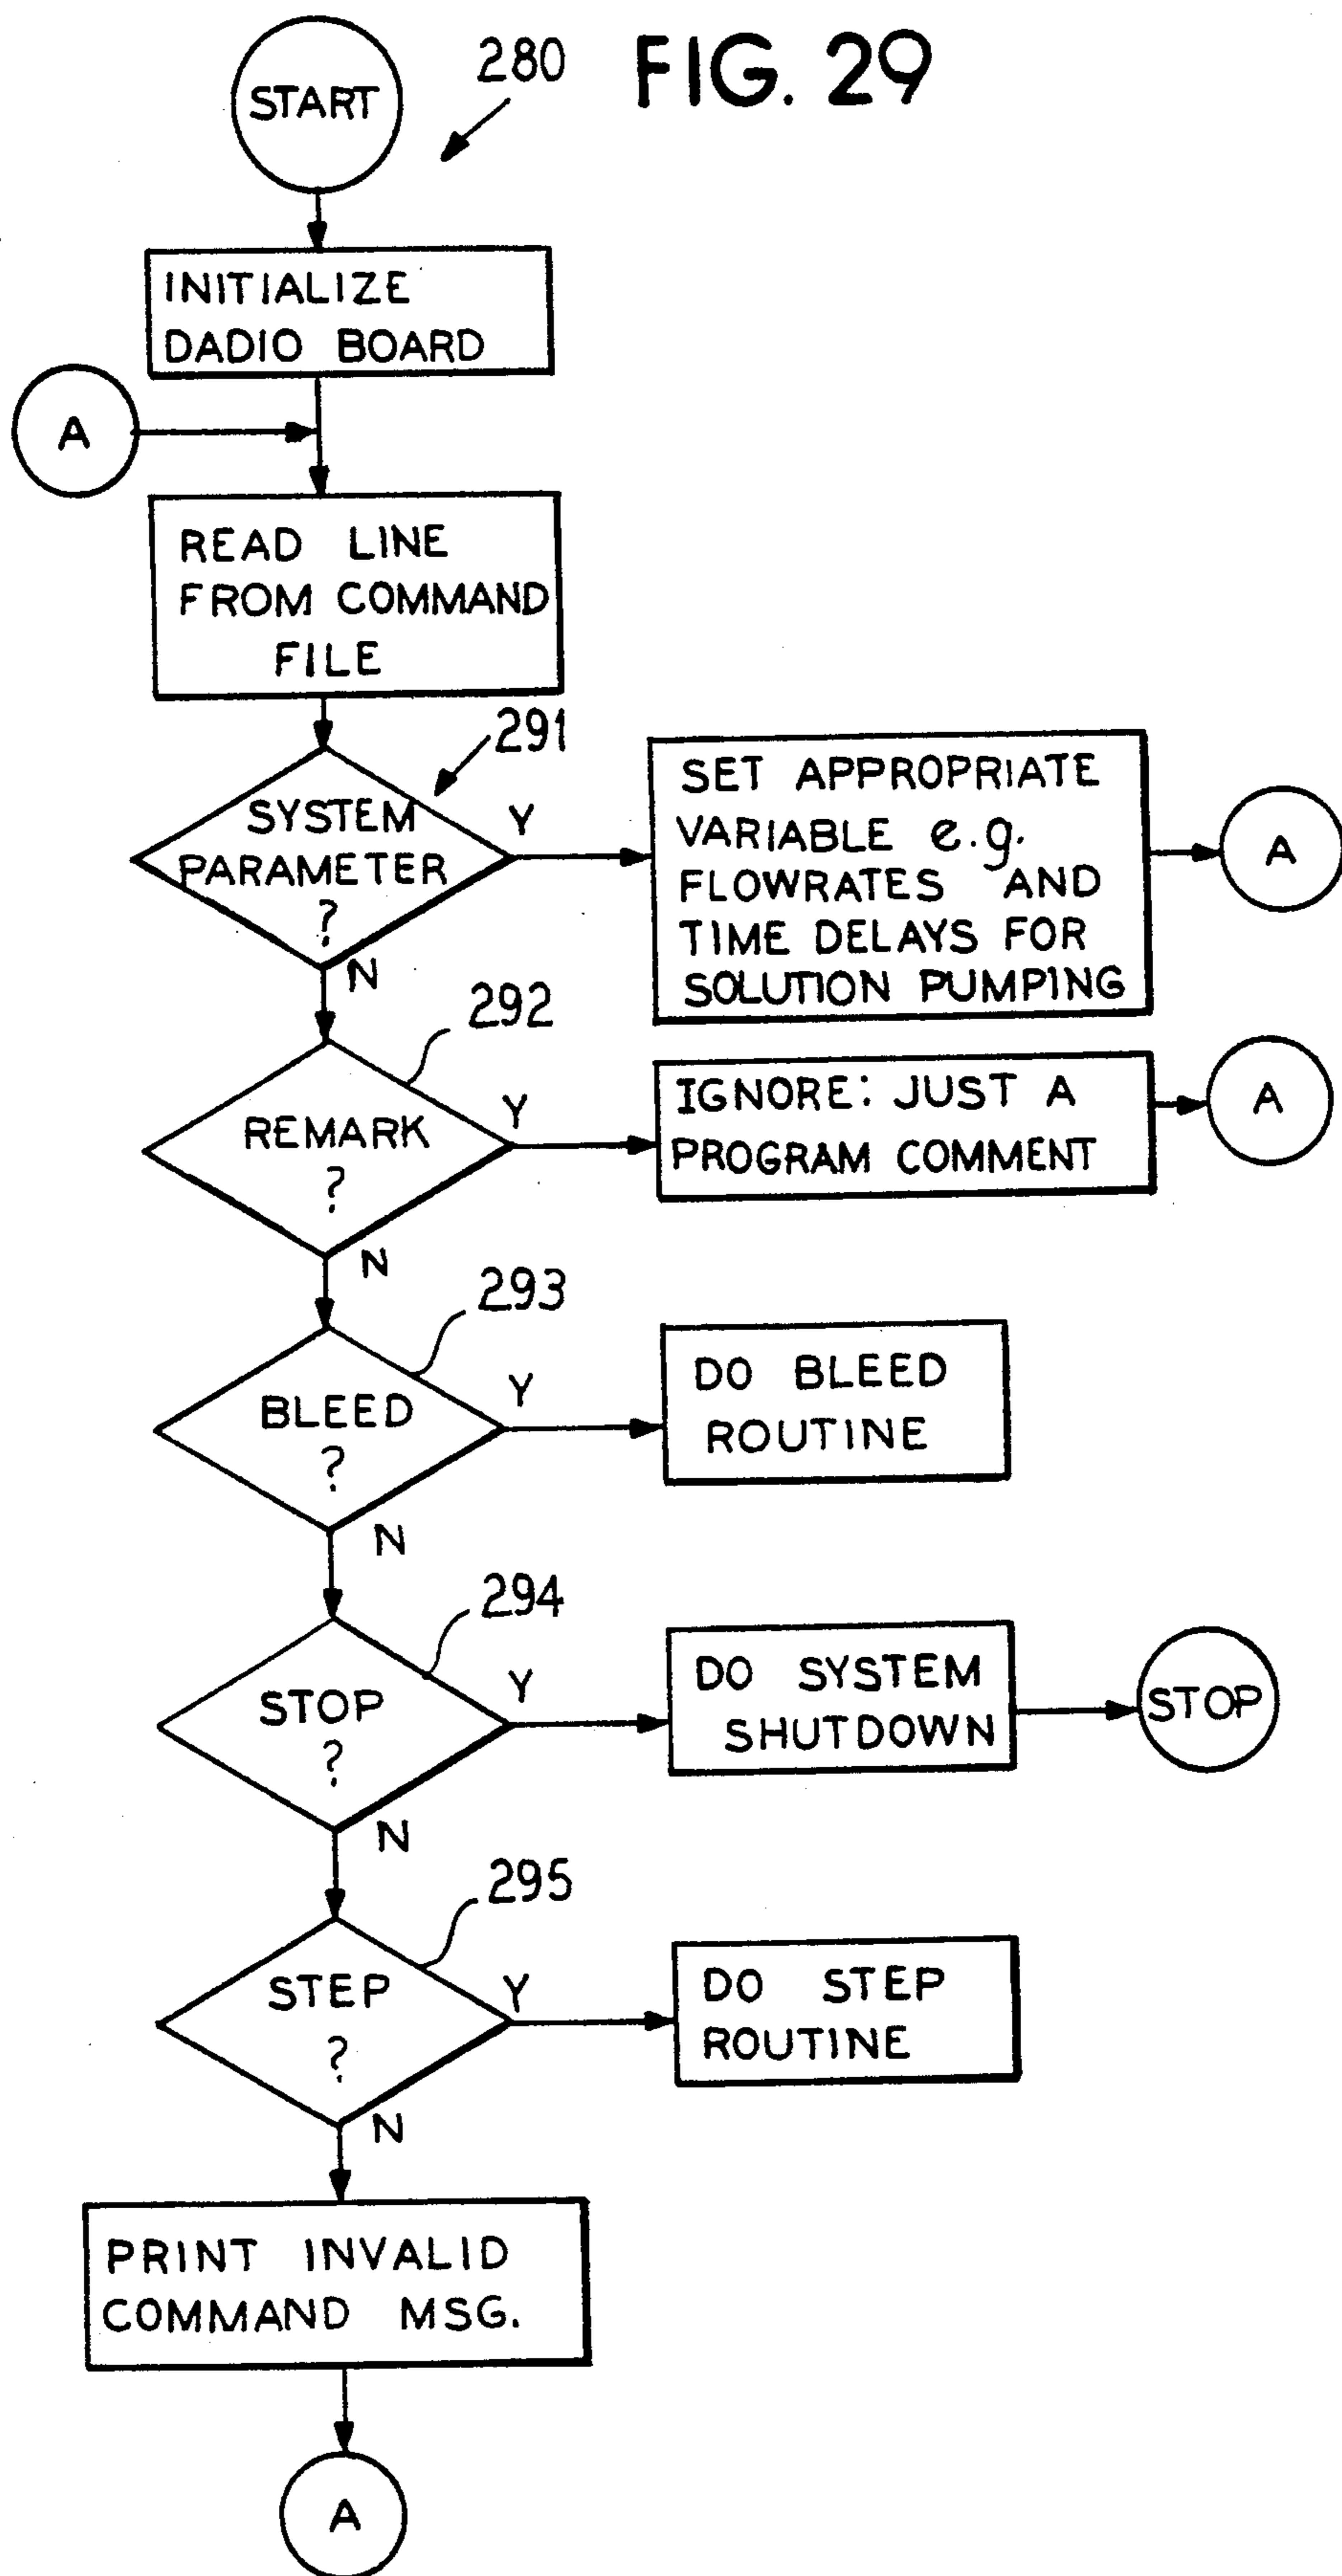 280 FIG. 29
START
INITIALIZE
DADIO BOARD
A
READ LINE
FROM COMMAND
FILE
291
SYSTEM
PARAMETER
?
Y
SET APPROPRIATE
VARIABLE e.g.
FLOWRATES AND
TIME DELAYS FOR
SOLUTION PUMPING
A
N
292
REMARK
?
Y
IGNORE: JUST A
PROGRAM COMMENT
A
N
293
BLEED
?
Y
DO BLEED
ROUTINE
N
294
STOP
?
Y
DO SYSTEM
SHUTDOWN
STOP
N
295
STEP
?
Y
DO STEP
ROUTINE
N
PRINT INVALID
COMMAND MSG.
A